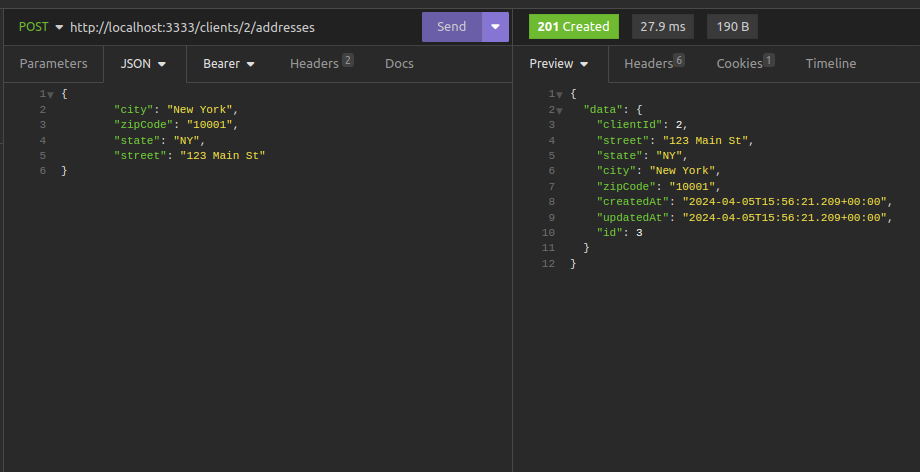 POST http://localhost:3333/clients/2/addresses Send
201 Created 27.9 ms 190 B
Parameters JSON Bearer Headers 2 Docs
Preview Headers 6 Cookies 1 Timeline
1 {
2 "city": "New York",
3 "zipCode": "10001",
4 "state": "NY",
5 "street": "123 Main St"
6 }
1 {
2 "data": {
3 "clientId": 2,
4 "street": "123 Main St",
5 "state": "NY",
6 "city": "New York",
7 "zipCode": "10001",
8 "createdAt": "2024-04-05T15:56:21.209+00:00",
9 "updatedAt": "2024-04-05T15:56:21.209+00:00",
10 "id": 3
11 }
12 }